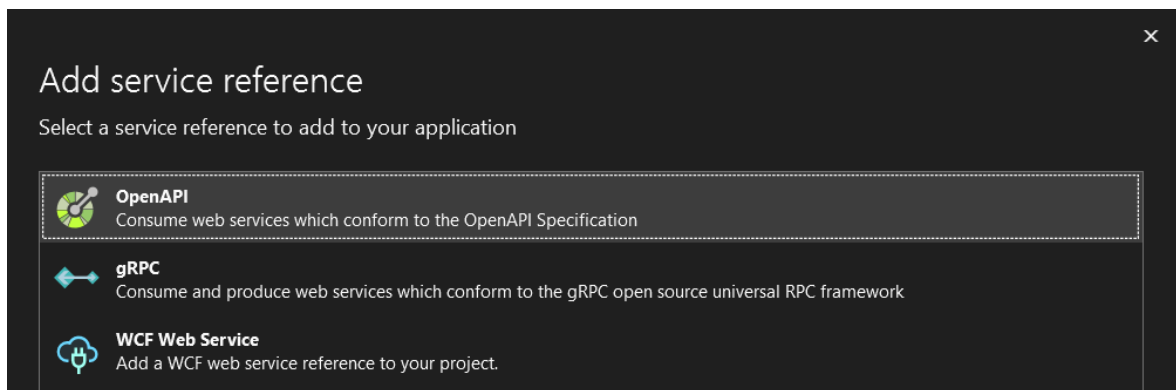 Add service reference
Select a service reference to add to your application
OpenAPI
Consume web services which conform to the OpenAPI Specification
gRPC
Consume and produce web services which conform to the gRPC open source universal RPC framework
WCF Web Service
Add a WCF web service reference to your project.